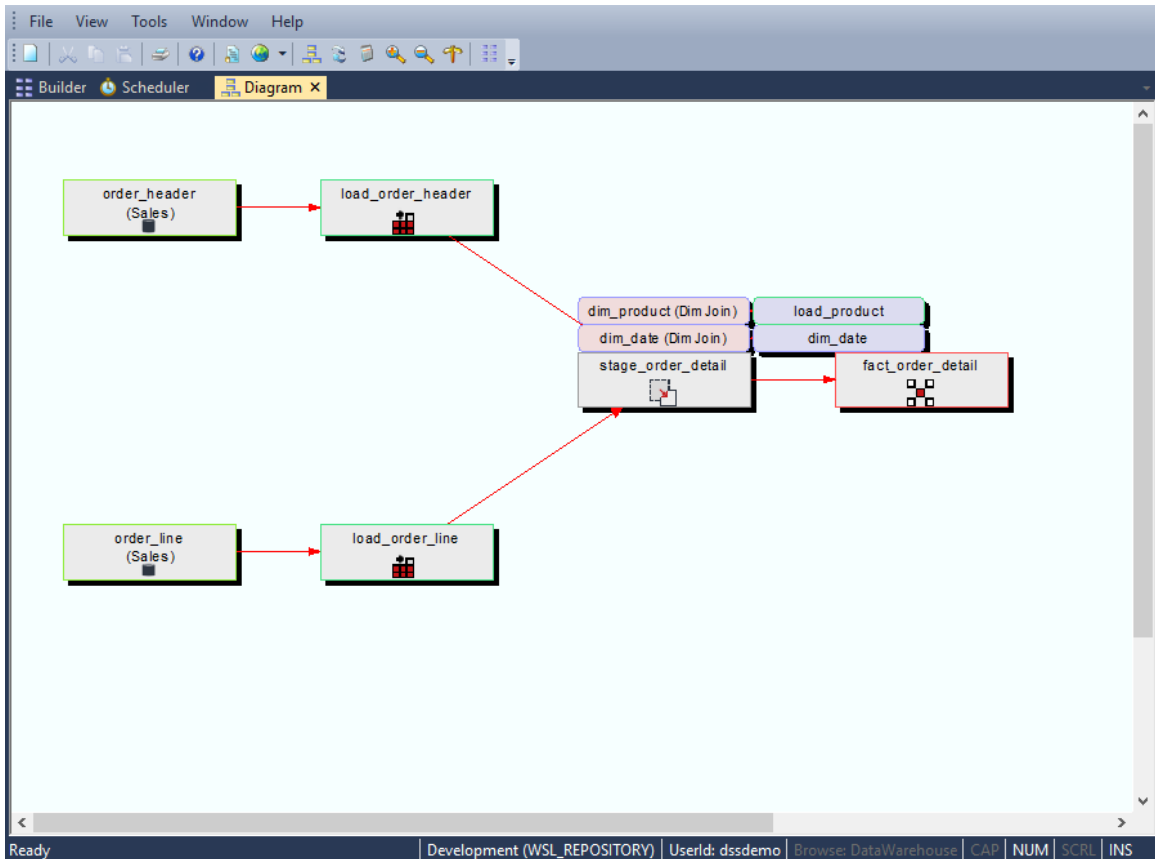 File View Tools Window Help
Builder Scheduler Diagram
order_header
(Sales)
load_order_header
dim_product (Dim Join) load_product
dim_date (Dim Join) dim_date
stage_order_detail fact_order_detail
order_line
(Sales)
load_order_line
Ready Development (WSL_REPOSITORY) UserId: dssdemo Browse: DataWarehouse CAP NUM SCRL INS